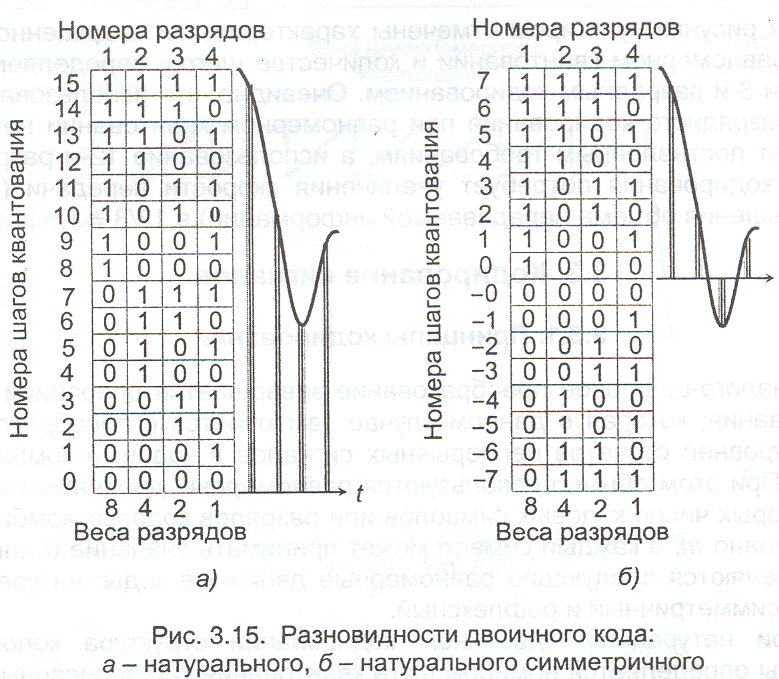 Номера разрядов
1 2 3 4
Номера шагов квантования
15 1 1 1 1
14 1 1 1 0
13 1 1 0 1
12 1 1 0 0
11 1 0 1 1
10 1 0 1 0
9 1 0 0 1
8 1 0 0 0
7 0 1 1 1
6 0 1 1 0
5 0 1 0 1
4 0 1 0 0
3 0 0 1 1
2 0 0 1 0
1 0 0 0 1
0 0 0 0 0
t
8 4 2 1
Веса разрядов
а)
Номера разрядов
1 2 3 4
Номера шагов квантования
7 1 1 1 1
6 1 1 1 0
5 1 1 0 1
4 1 1 0 0
3 1 0 1 1
2 1 0 1 0
1 1 0 0 1
0 1 0 0 0
−0 0 0 0 0
−1 0 0 0 1
−2 0 0 1 0
−3 0 0 1 1
−4 0 1 0 0
−5 0 1 0 1
−6 0 1 1 0
−7 0 1 1 1
t
8 4 2 1
Веса разрядов
б)
Рис. 3.15. Разновидности двоичного кода:
а – натурального, б – натурального симметричного